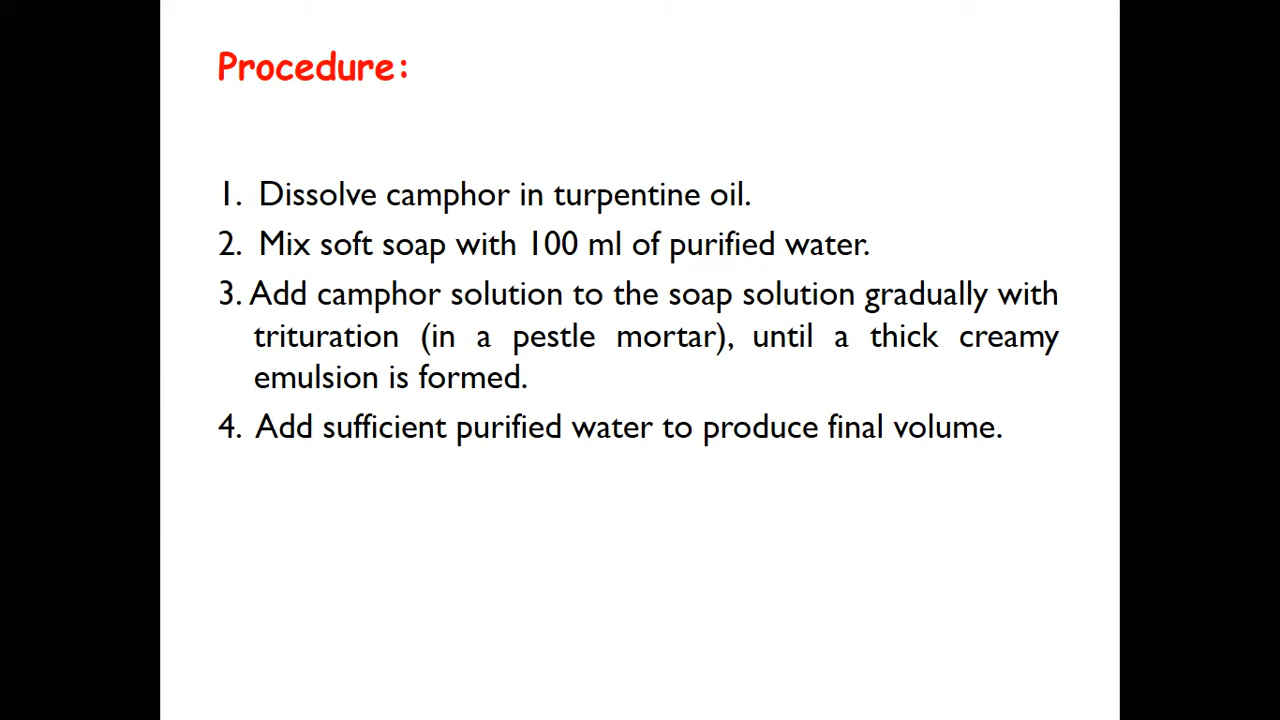 Procedure:
1. Dissolve camphor in turpentine oil.
2. Mix soft soap with 100 ml of purified water.
3. Add camphor solution to the soap solution gradually with
trituration (in a pestle mortar), until a thick creamy
emulsion is formed.
4. Add sufficient purified water to produce final volume.